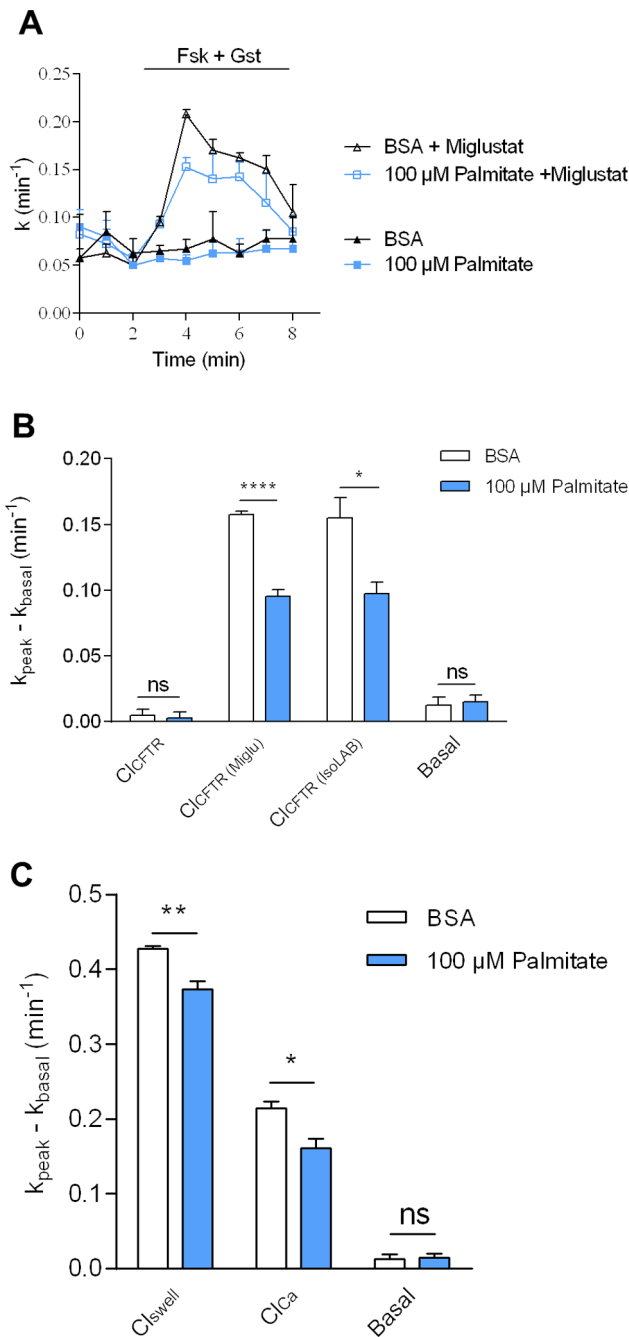 A
Fsk + Gst
k (min-1)
0.25
0.20
0.15
0.10
0.05
0.00
0 2 4 6 8
Time (min)
BSA + Miglustat
100 µM Palmitate +Miglustat
BSA
100 µM Palmitate
B
kpeak - kbasal (min-1)
0.20
0.15
0.10
0.05
0.00
BSA
100 µM Palmitate
ns
****
*
ns
ClCFTR
ClCFTR (Miglu)
ClCFTR (IsoLAB)
Basal
C
kpeak - kbasal (min-1)
0.5
0.4
0.3
0.2
0.1
0.0
BSA
100 µM Palmitate
**
*
ns
Clswell
ClCa
Basal